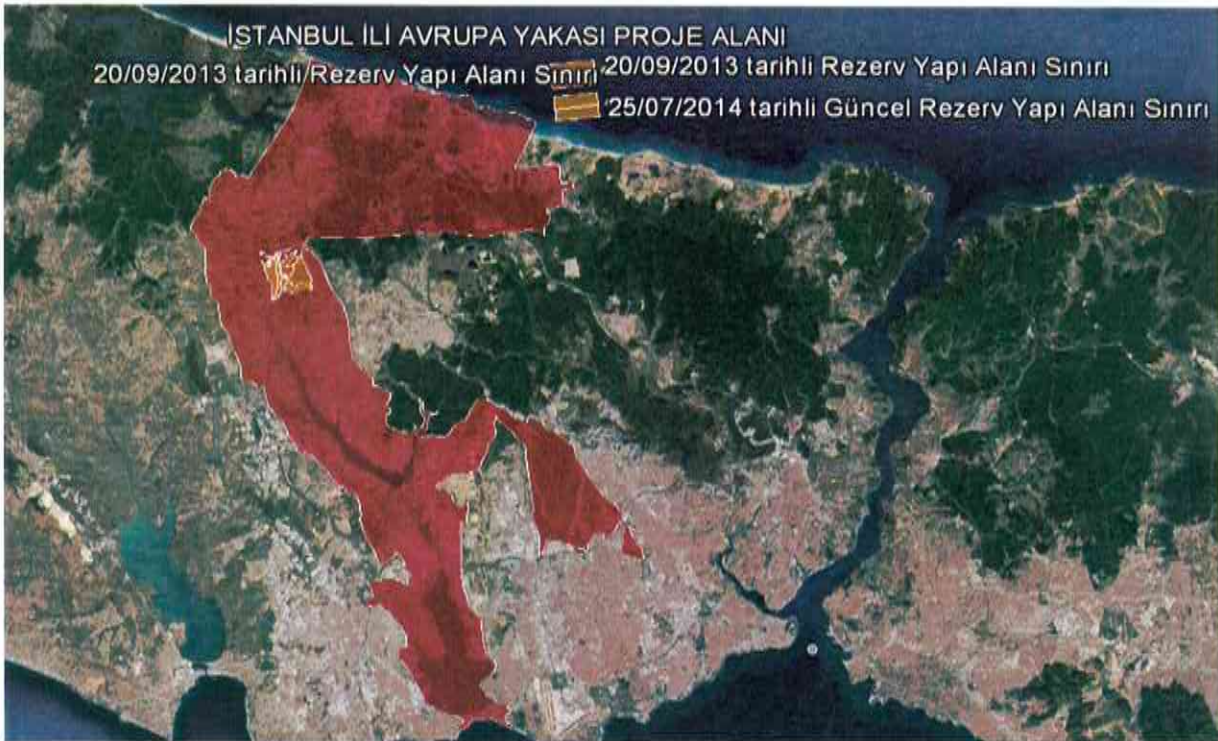 İSTANBUL İLİ AVRUPA YAKASI PROJE ALANI
20/09/2013 tarihli Rezerv Yapı Alanı Sınırı
20/09/2013 tarihli Rezerv Yapı Alanı Sınırı
25/07/2014 tarihli Güncel Rezerv Yapı Alanı Sınırı